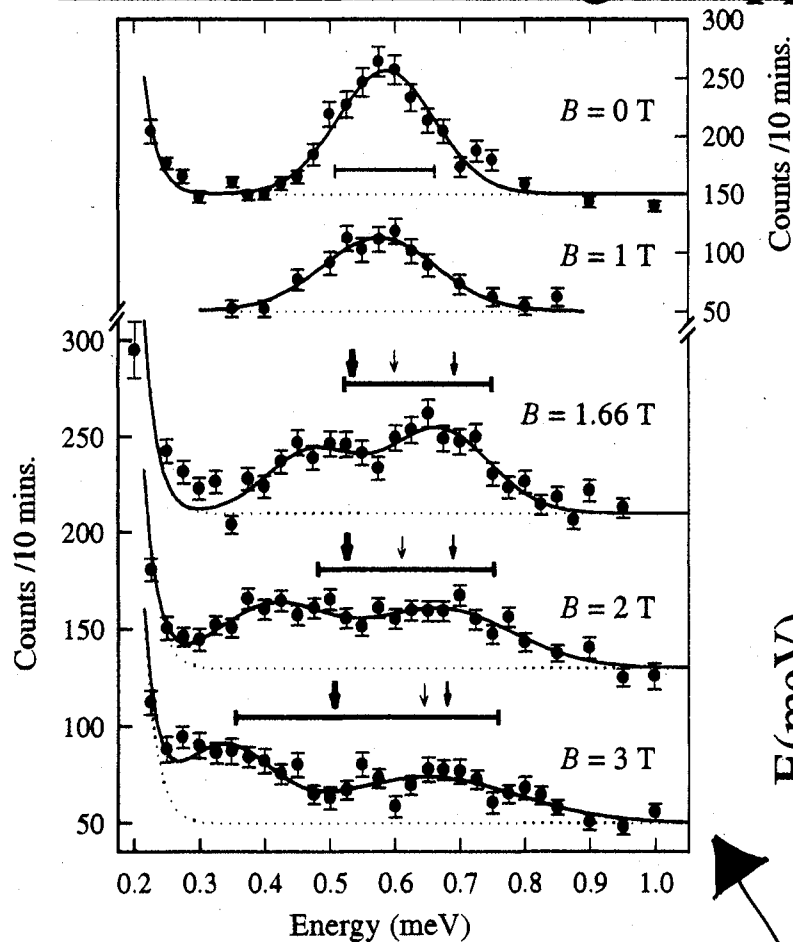 300
250
200
150
100
50
Counts /10 mins.
B = 0 T
B = 1 T
300
250
200
150
100
50
Counts /10 mins.
B = 1.66 T
B = 2 T
B = 3 T
0.2 0.3 0.4 0.5 0.6 0.7 0.8 0.9 1.0
Energy (meV)
E(meV)